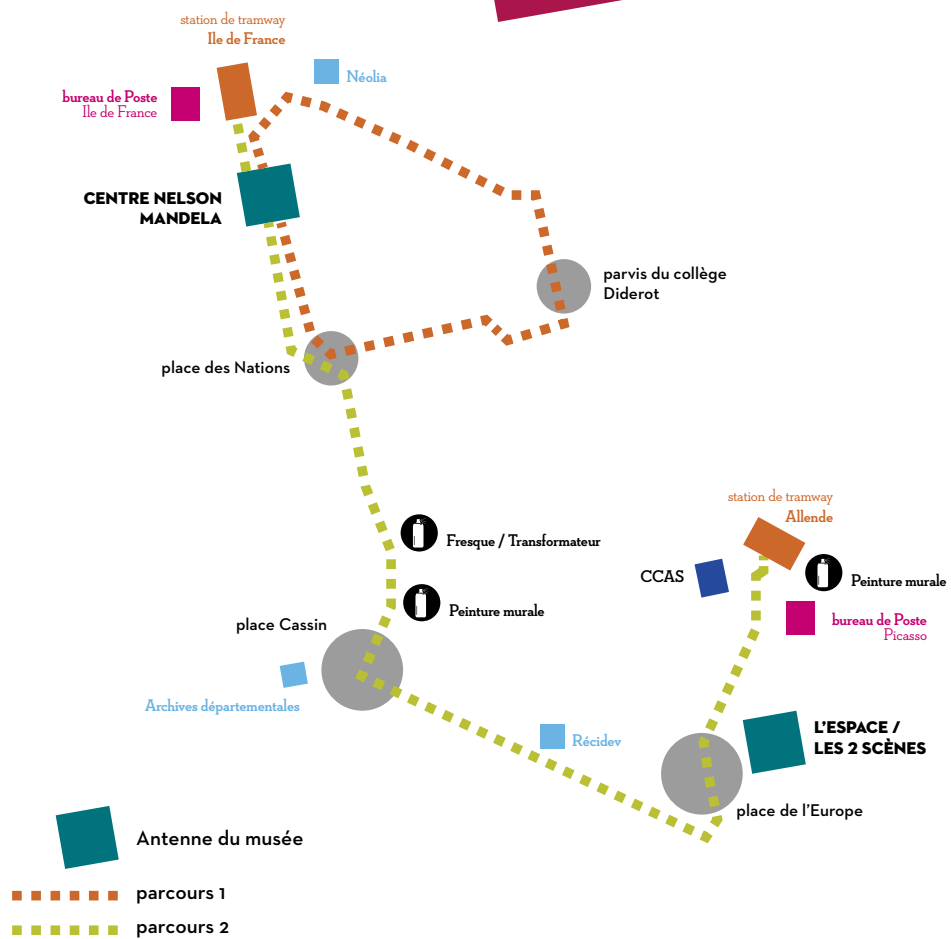 station de tramway
Ile de France
Néolia
bureau de Poste
Ile de France
CENTRE NELSON
MANDELA
parvis du collège
Diderot
place des Nations
station de tramway
Allende
Fresque / Transformateur
CCAS
Peinture murale
Peinture murale
place Cassin
bureau de Poste
Picasso
Archives départementales
Récidev
L'ESPACE /
LES 2 SCÈNES
place de l'Europe
Antenne du musée
parcours 1
parcours 2